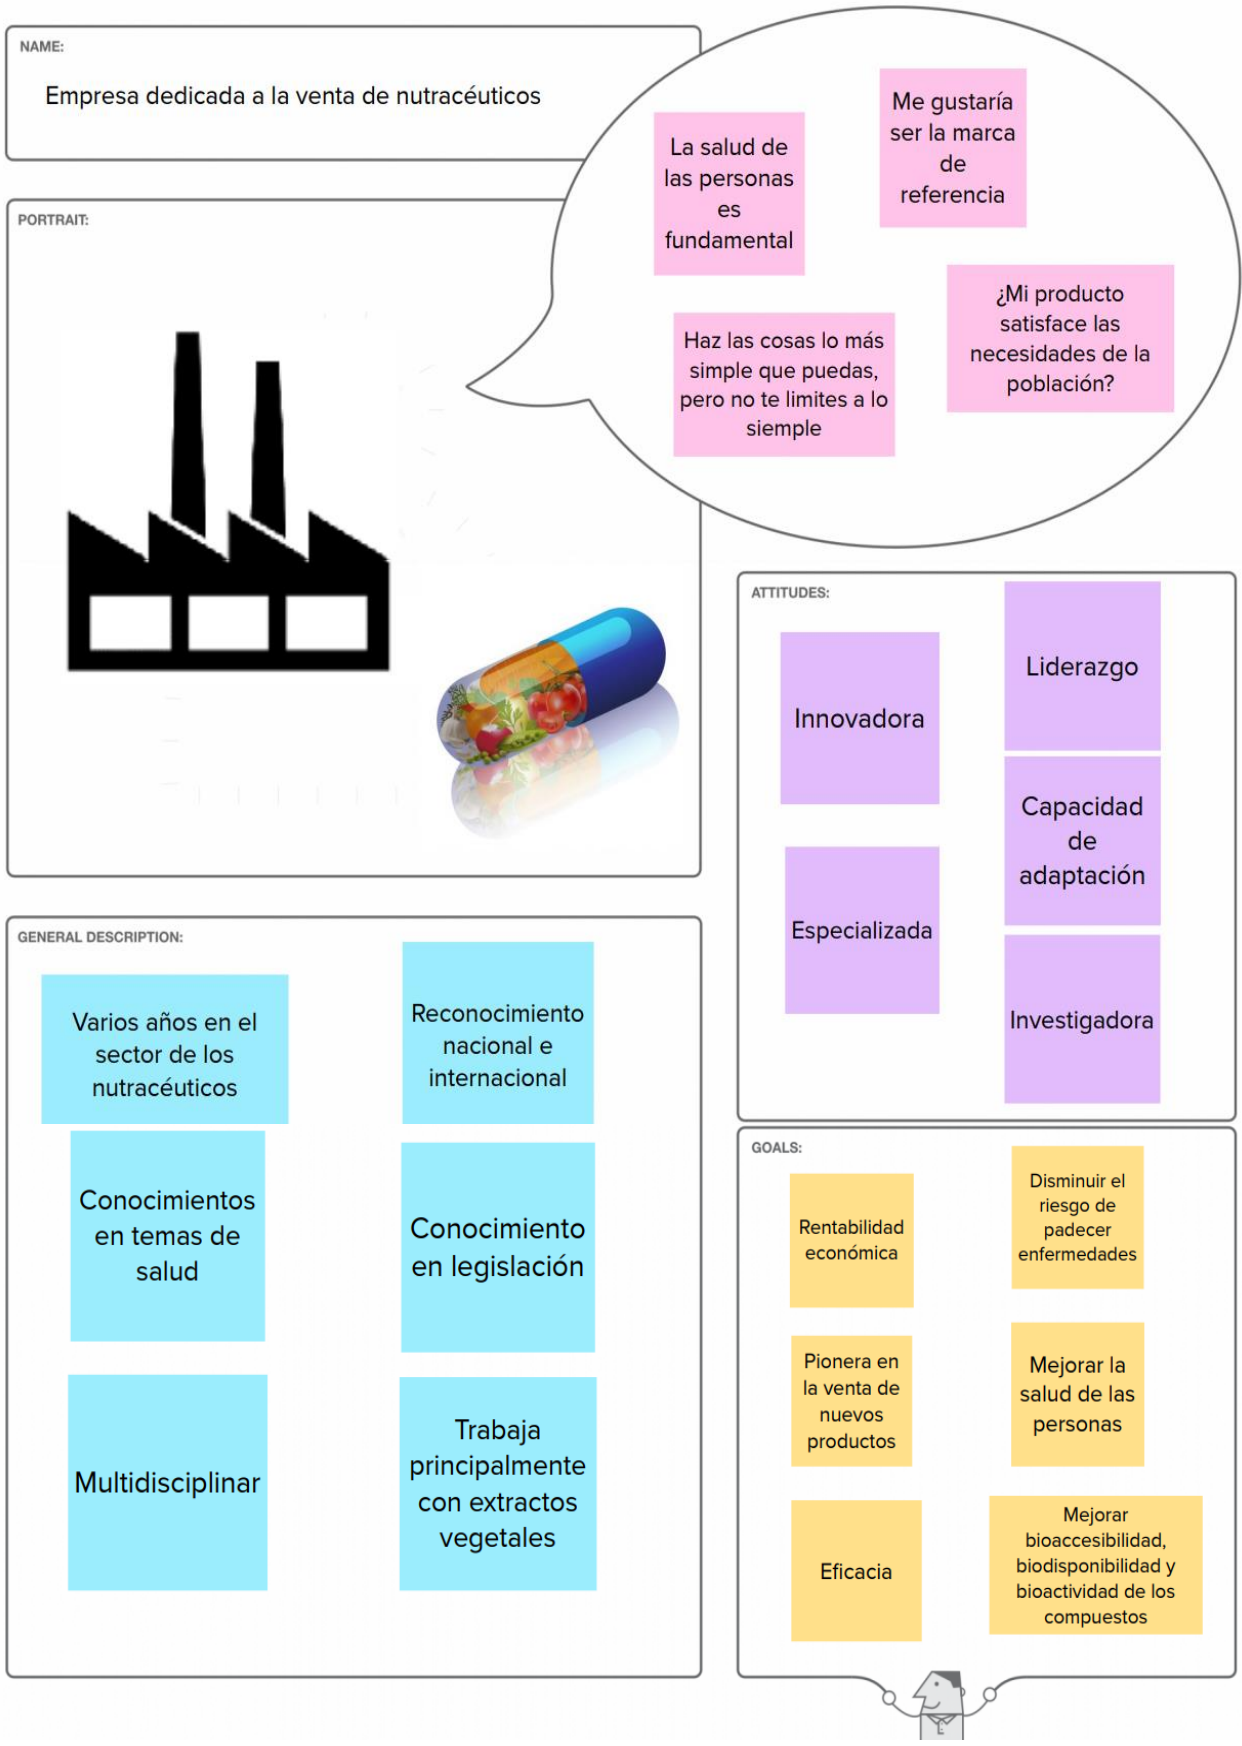 NAME:
Empresa dedicada a la venta de nutracéuticos
La salud de
las personas
es
fundamental
Me gustaría
ser la marca
de
referencia
Haz las cosas lo más
simple que puedas,
pero no te limites a lo
siemple
¿Mi producto
satisface las
necesidades de la
población?
PORTRAIT:
ATTITUDES:
Innovadora
Liderazgo
Capacidad
de
adaptación
Especializada
Investigadora
GENERAL DESCRIPTION:
Varios años en el
sector de los
nutracéuticos
Reconocimiento
nacional e
internacional
Conocimientos
en temas de
salud
Conocimiento
en legislación
Multidisciplinar
Trabaja
principalmente
con extractos
vegetales
GOALS:
Rentabilidad
económica
Disminuir el
riesgo de
padecer
enfermedades
Pionera en
la venta de
nuevos
productos
Mejorar la
salud de las
personas
Eficacia
Mejorar
bioaccesibilidad,
biodisponibilidad y
bioactividad de los
compuestos